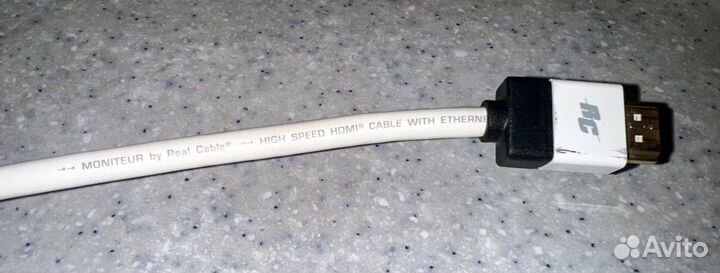 →→ MONITEUR by Real Cable® →→ HIGH SPEED HDMI® CABLE WITH ETHERNE
RC
Avito